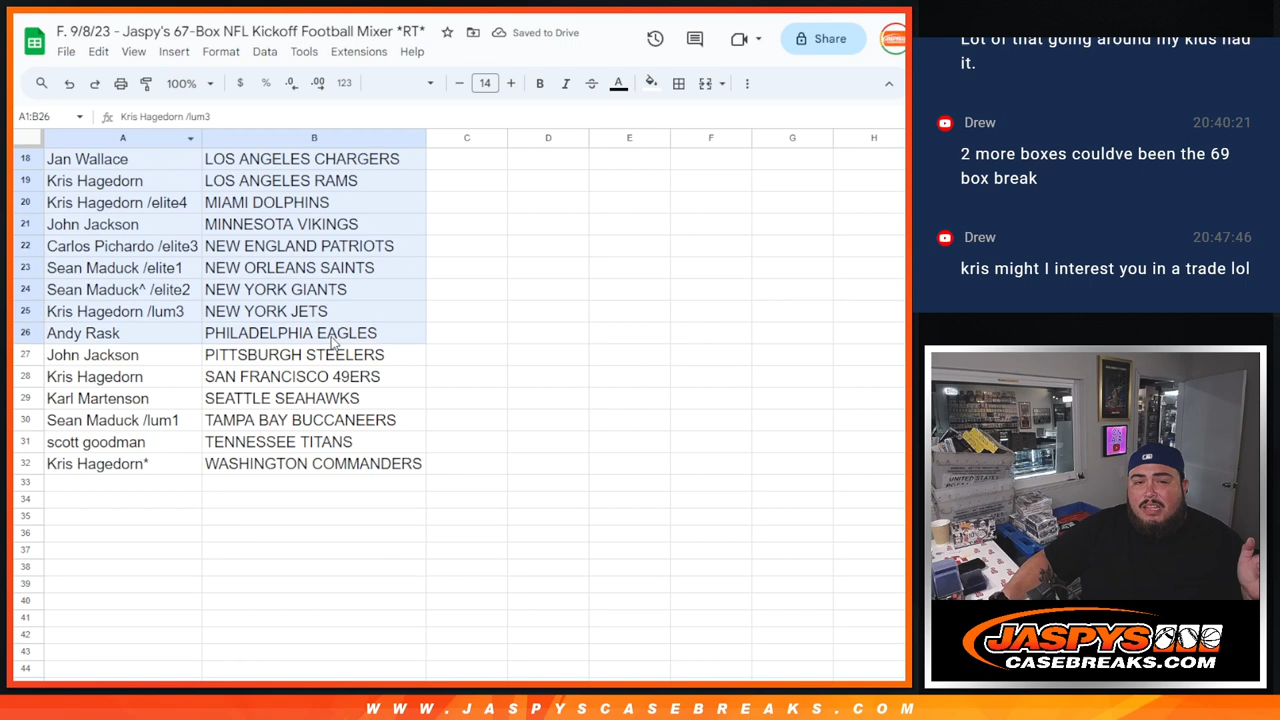 F. 9/8/23 - Jaspy's 67-Box NFL Kickoff Football Mixer *RT*
Saved to Drive
File Edit View Insert Format Data Tools Extensions Help
Share
100%
$ % .0 .00 123
14
B I A
A1:B26
fx Kris Hagedorn /lum3
A B C D E F G H
18 Jan Wallace LOS ANGELES CHARGERS
19 Kris Hagedorn LOS ANGELES RAMS
20 Kris Hagedorn /elite4 MIAMI DOLPHINS
21 John Jackson MINNESOTA VIKINGS
22 Carlos Pichardo /elite3 NEW ENGLAND PATRIOTS
23 Sean Maduck /elite1 NEW ORLEANS SAINTS
24 Sean Maduck^ /elite2 NEW YORK GIANTS
25 Kris Hagedorn /lum3 NEW YORK JETS
26 Andy Rask PHILADELPHIA EAGLES
27 John Jackson PITTSBURGH STEELERS
28 Kris Hagedorn SAN FRANCISCO 49ERS
29 Karl Martenson SEATTLE SEAHAWKS
30 Sean Maduck /lum1 TAMPA BAY BUCCANEERS
31 scott goodman TENNESSEE TITANS
32 Kris Hagedorn* WASHINGTON COMMANDERS
33
34
35
36
37
38
39
40
41
42
43
44
Lot of that going around my kids had
it.
Drew 20:40:21
2 more boxes couldve been the 69
box break
Drew 20:47:46
kris might I interest you in a trade lol
UNITED STATES
JASPYS
CASEBREAKS.COM
WWW.JASPYSCASEBREAKS.COM